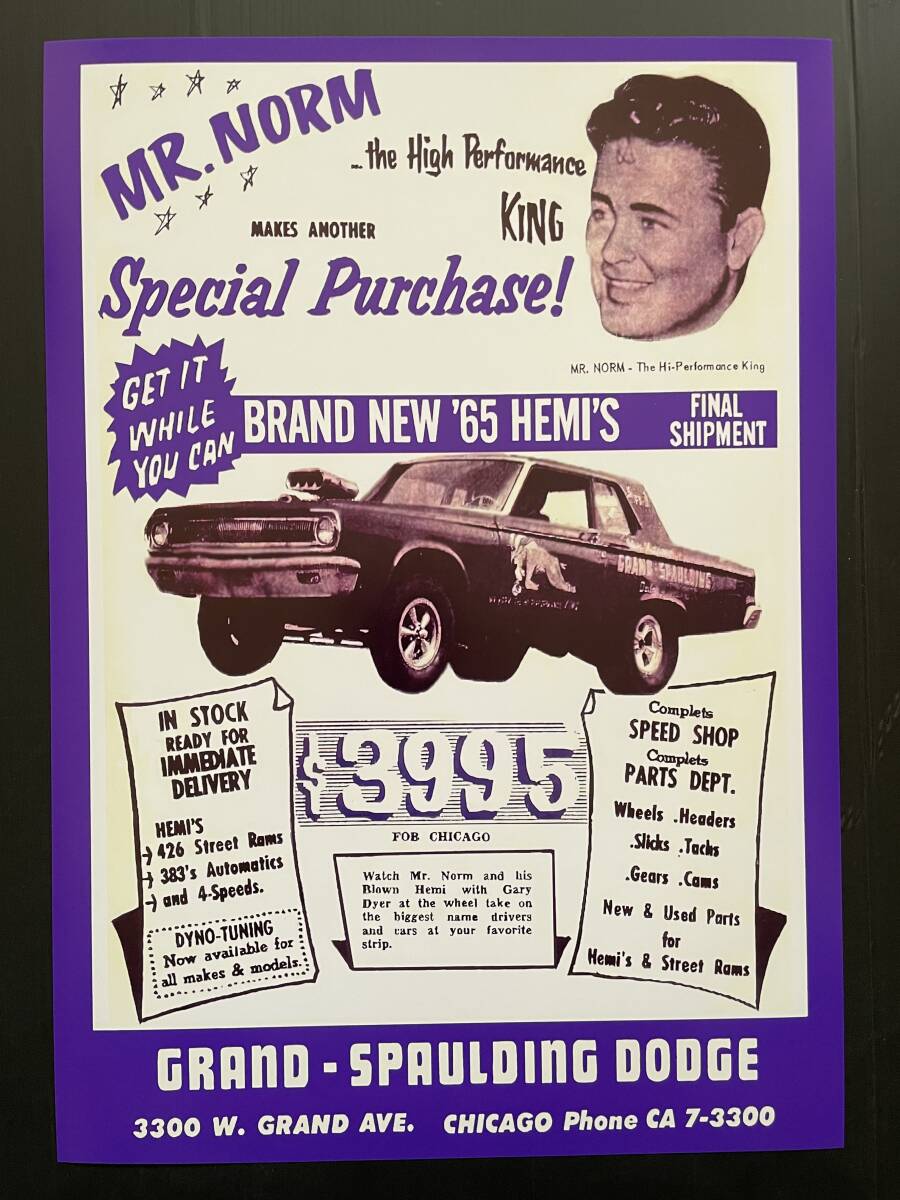 MR. NORM
...the High Performance
KING
MAKES ANOTHER
Special Purchase!
MR. NORM - The Hi-Performance King
GET IT
WHILE
YOU CAN
BRAND NEW '65 HEMI'S
FINAL
SHIPMENT
GRAND-SPAULDING
IN STOCK
READY FOR
IMMEDIATE
DELIVERY
HEMI'S
→ 426 Street Rams
→ 383's Automatics
→ and 4-Speeds.
DYNO-TUNING
Now available for
all makes & models.
$3995
FOB CHICAGO
Watch Mr. Norm and his
Blown Hemi with Gary
Dyer at the wheel take on
the biggest name drivers
and cars at your favorite
strip.
Complets
SPEED SHOP
Complets
PARTS DEPT.
Wheels .Headers
.Slicks .Tachs
.Gears .Cams
New & Used Parts
for
Hemi's & Street Rams
GRAND - SPAULDING DODGE
3300 W. GRAND AVE. CHICAGO Phone CA 7-3300